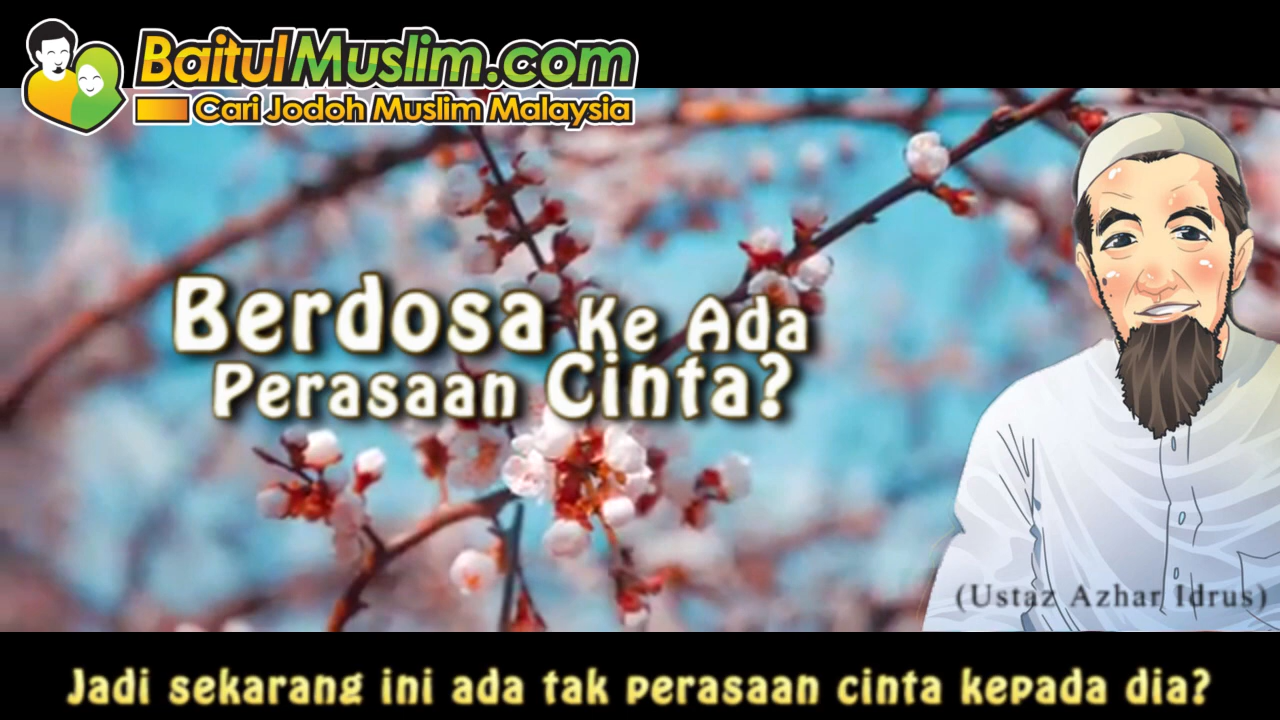 BaitulMuslim.com
Cari Jodoh Muslim Malaysia
Berdosa Ke Ada
Perasaan Cinta?
(Ustaz Azhar Idrus)
Jadi sekarang ini ada tak perasaan cinta kepada dia?